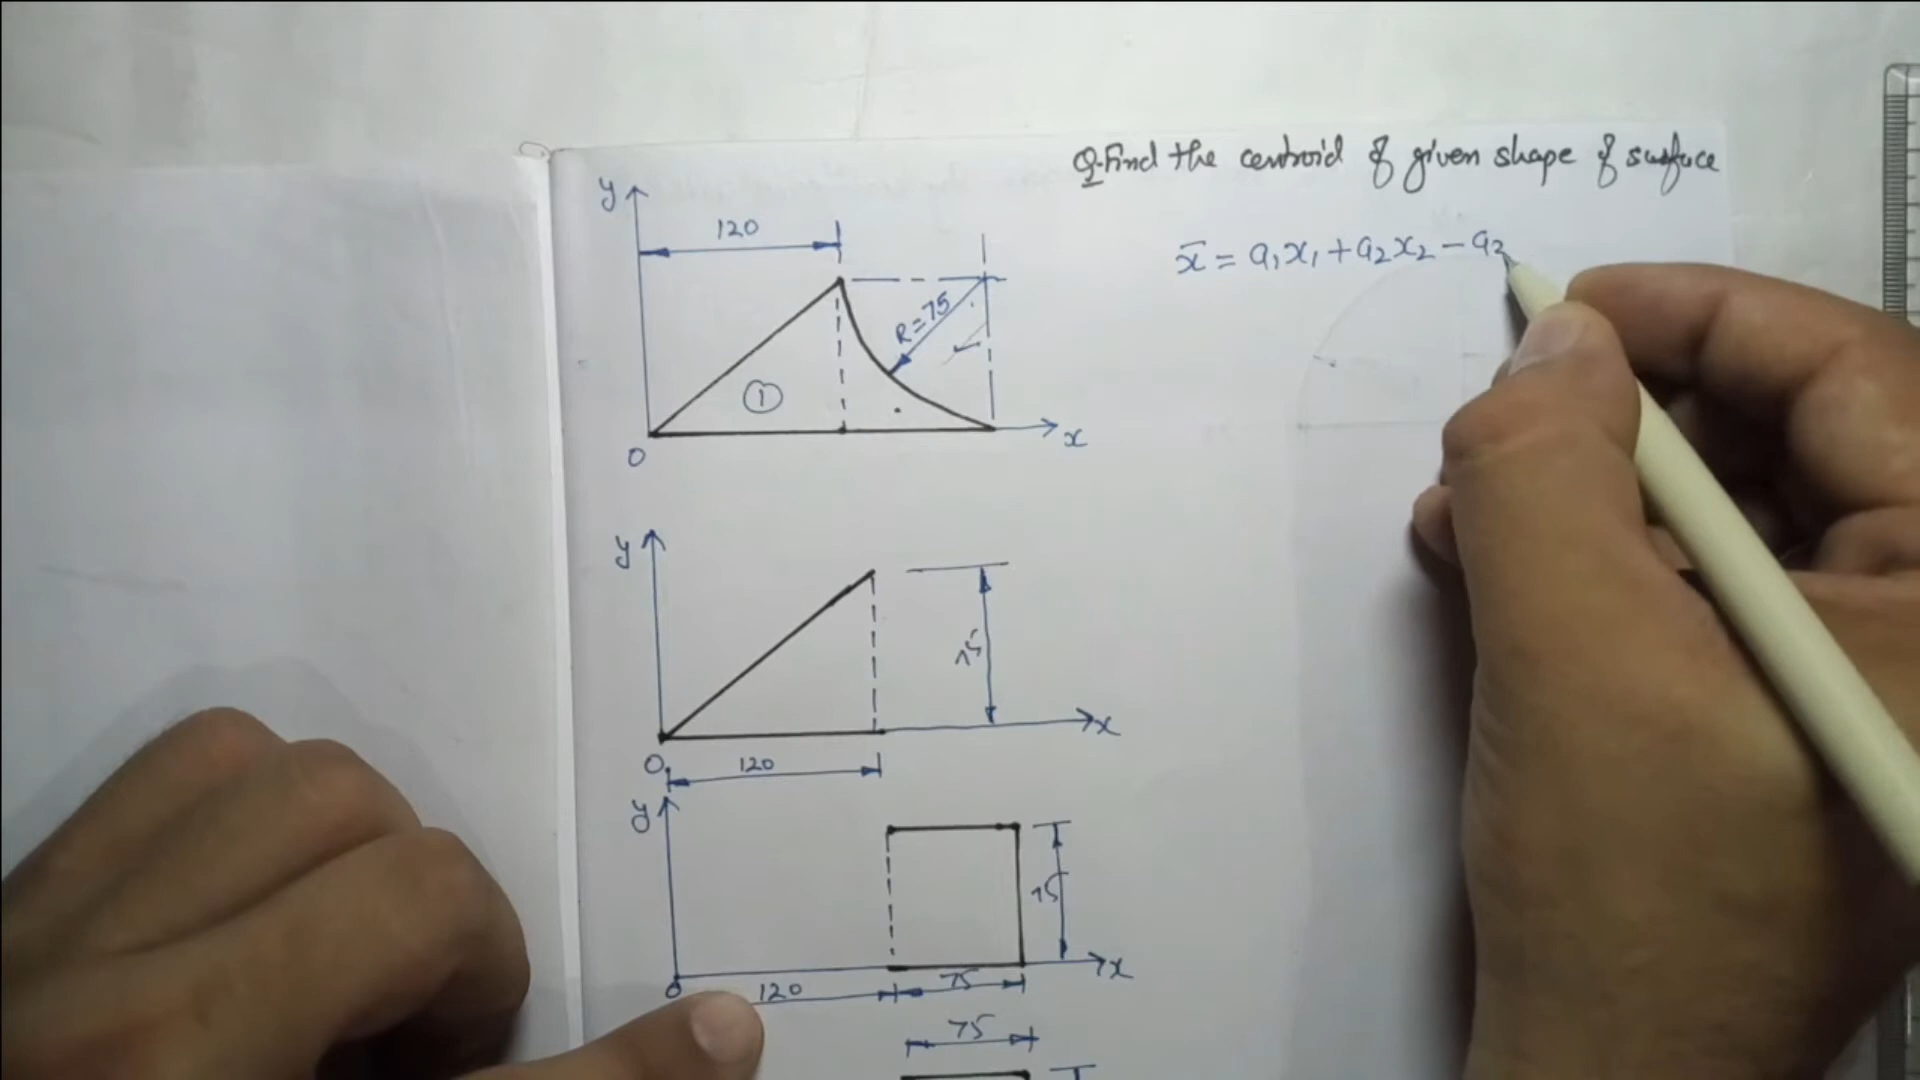 Q. Find the centroid of given shape of surface
x̄ = a₁x₁ + a₂x₂ - a₃
y
120
R=75
①
O
x
y
75
O
120
x
y
75
O
120
75
x
75